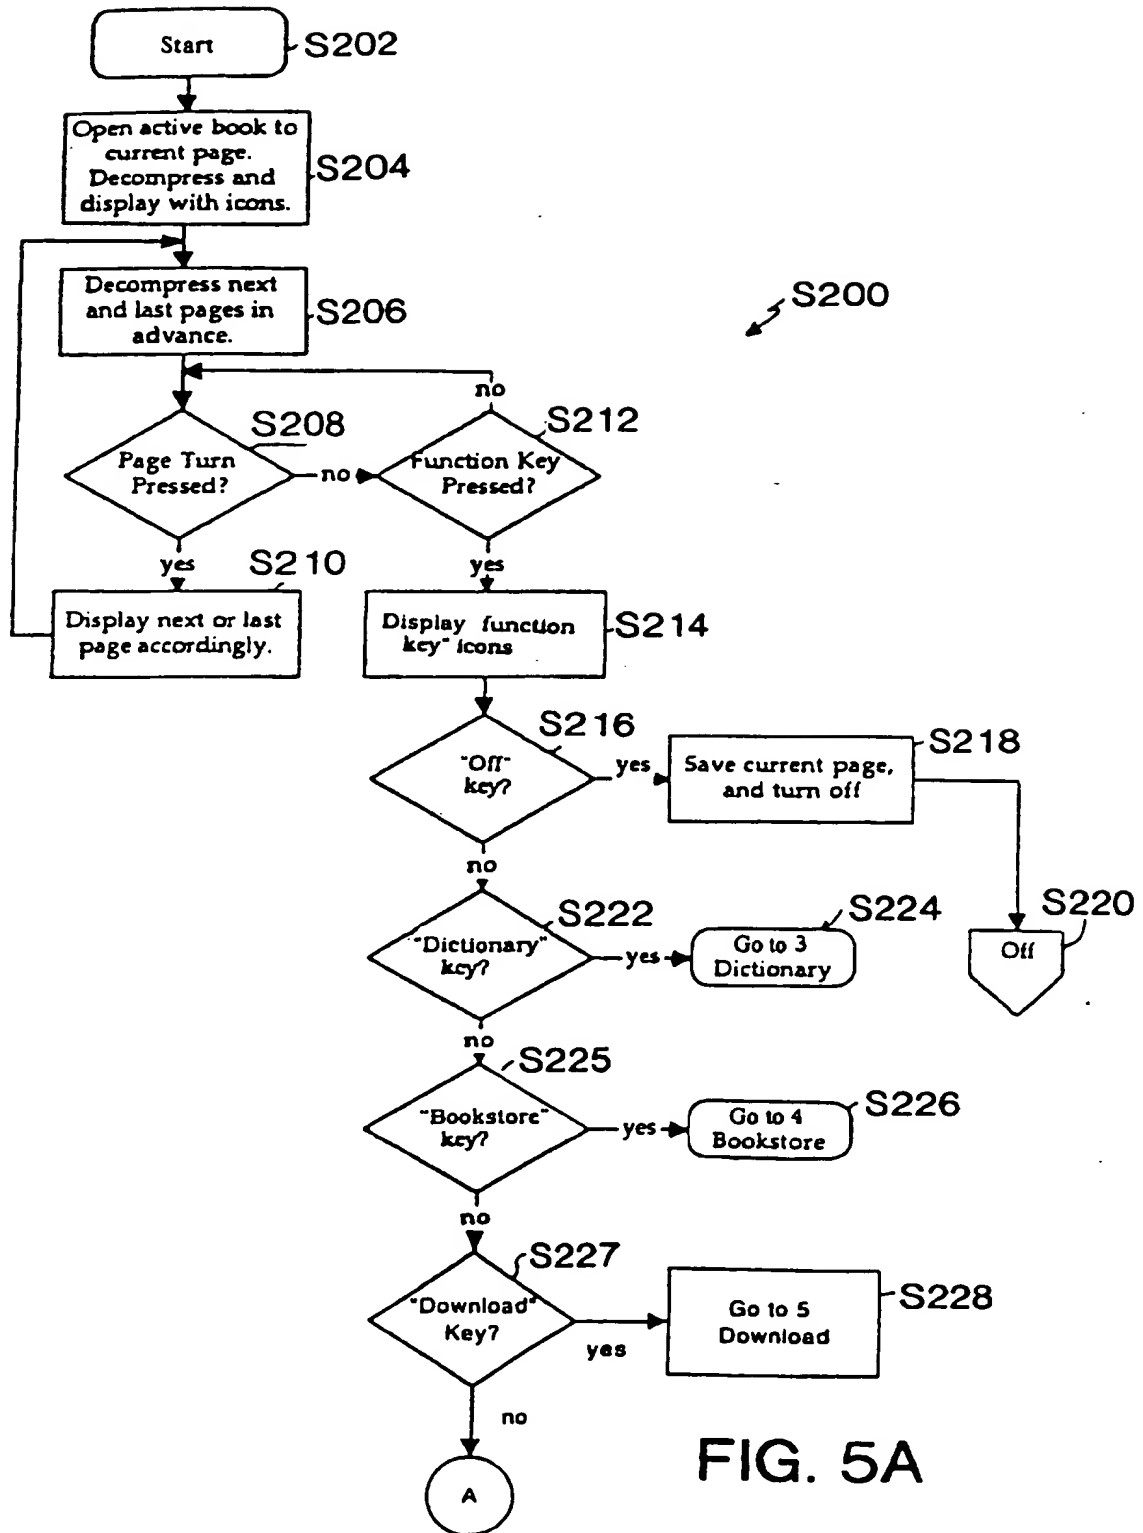 Start
S202
Open active book to
current page.
Decompress and
display with icons.
S204
Decompress next
and last pages in
advance.
S206
S200
no
S208
S212
Page Turn
Pressed?
no
Function Key
Pressed?
yes
S210
yes
Display next or last
page accordingly.
Display function
key" icons
S214
S216
"Off"
key?
yes
Save current page,
and turn off
S218
no
S222
"Dictionary"
key?
yes
Go to 3
Dictionary
S224
S220
Off
no
S225
"Bookstore"
key?
yes
Go to 4
Bookstore
S226
no
S227
"Download"
Key?
yes
Go to 5
Download
S228
no
A
FIG. 5A